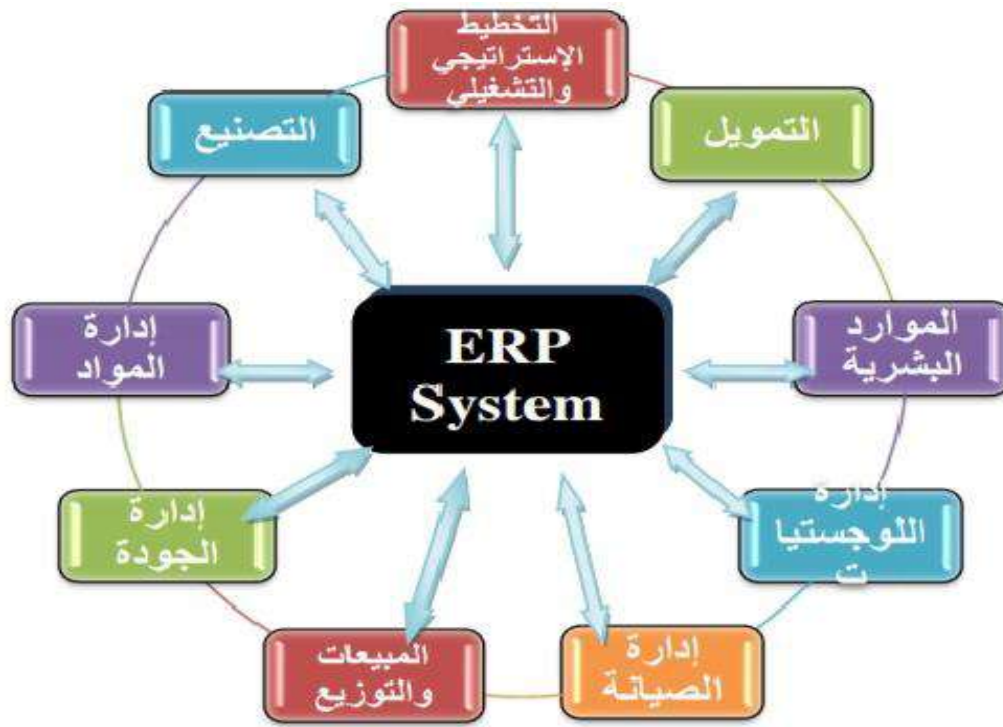 التخطيط
الإستراتيجي
والتشغيلي
التمويل
الموارد
البشرية
إدارة
اللوجستيا
ت
إدارة
الصيانة
المبيعات
والتوزيع
إدارة
الجودة
إدارة
المواد
التصنيع
ERP
System